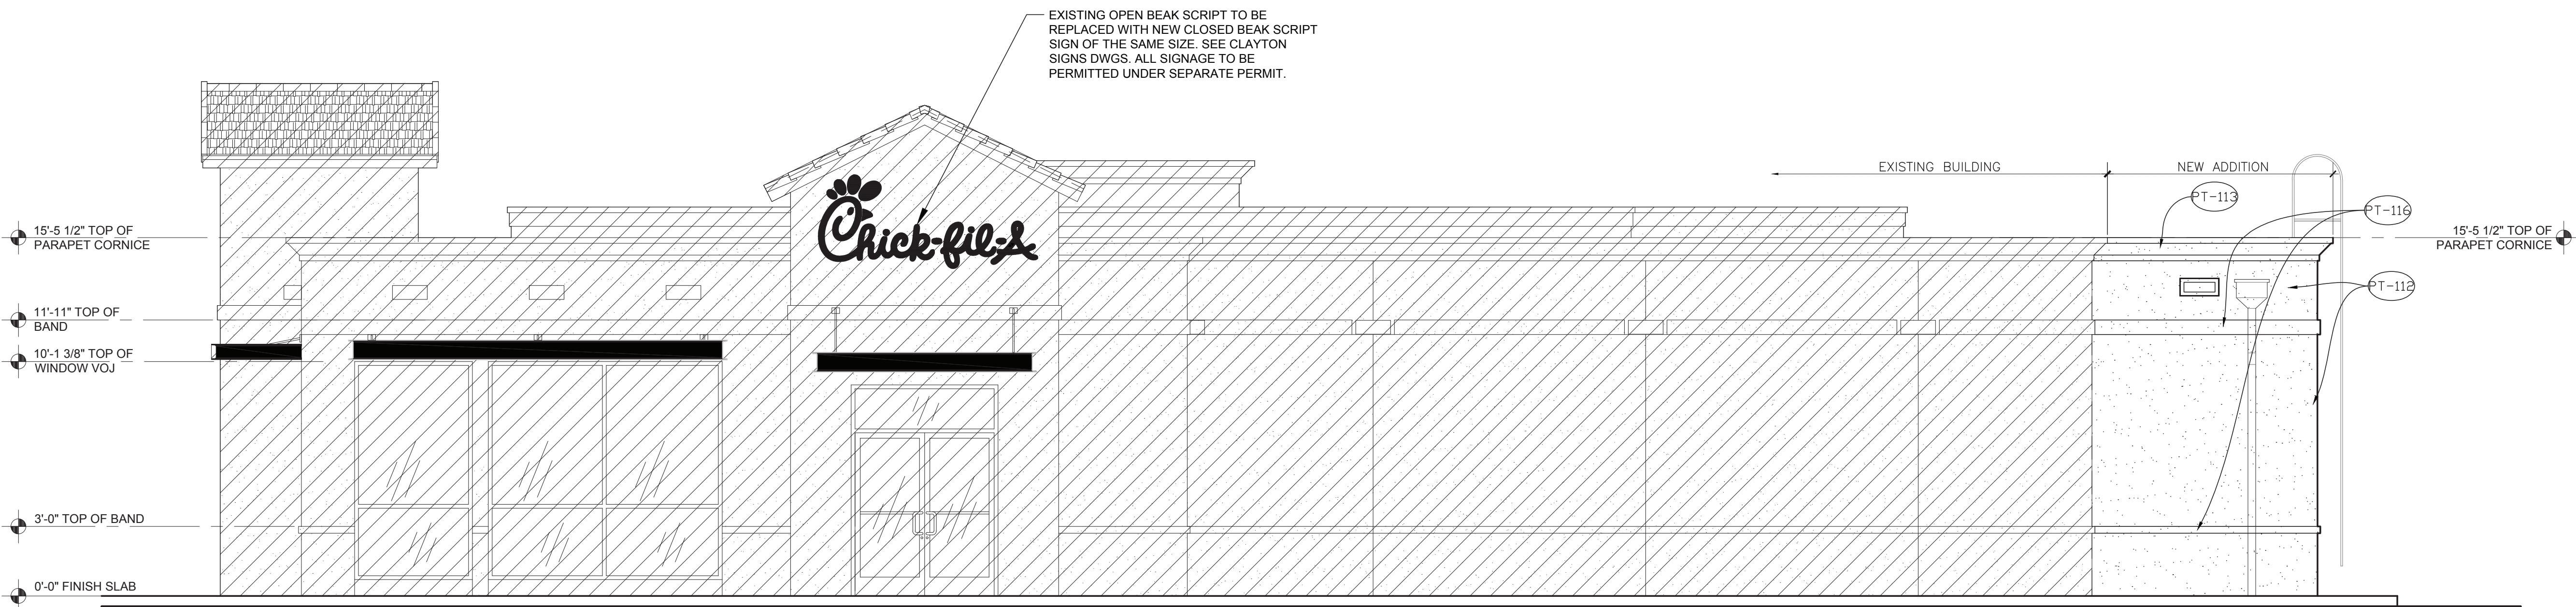 EXISTING OPEN BEAK SCRIPT TO BE
REPLACED WITH NEW CLOSED BEAK SCRIPT
SIGN OF THE SAME SIZE. SEE CLAYTON
SIGNS DWGS. ALL SIGNAGE TO BE
PERMITTED UNDER SEPARATE PERMIT.
EXISTING BUILDING
NEW ADDITION
PT-113
PT-116
Chick-fil-A
15'-5 1/2" TOP OF
PARAPET CORNICE
15'-5 1/2" TOP OF
PARAPET CORNICE
PT-112
11'-11" TOP OF
BAND
10'-1 3/8" TOP OF
WINDOW VOJ
3'-0" TOP OF BAND
0'-0" FINISH SLAB